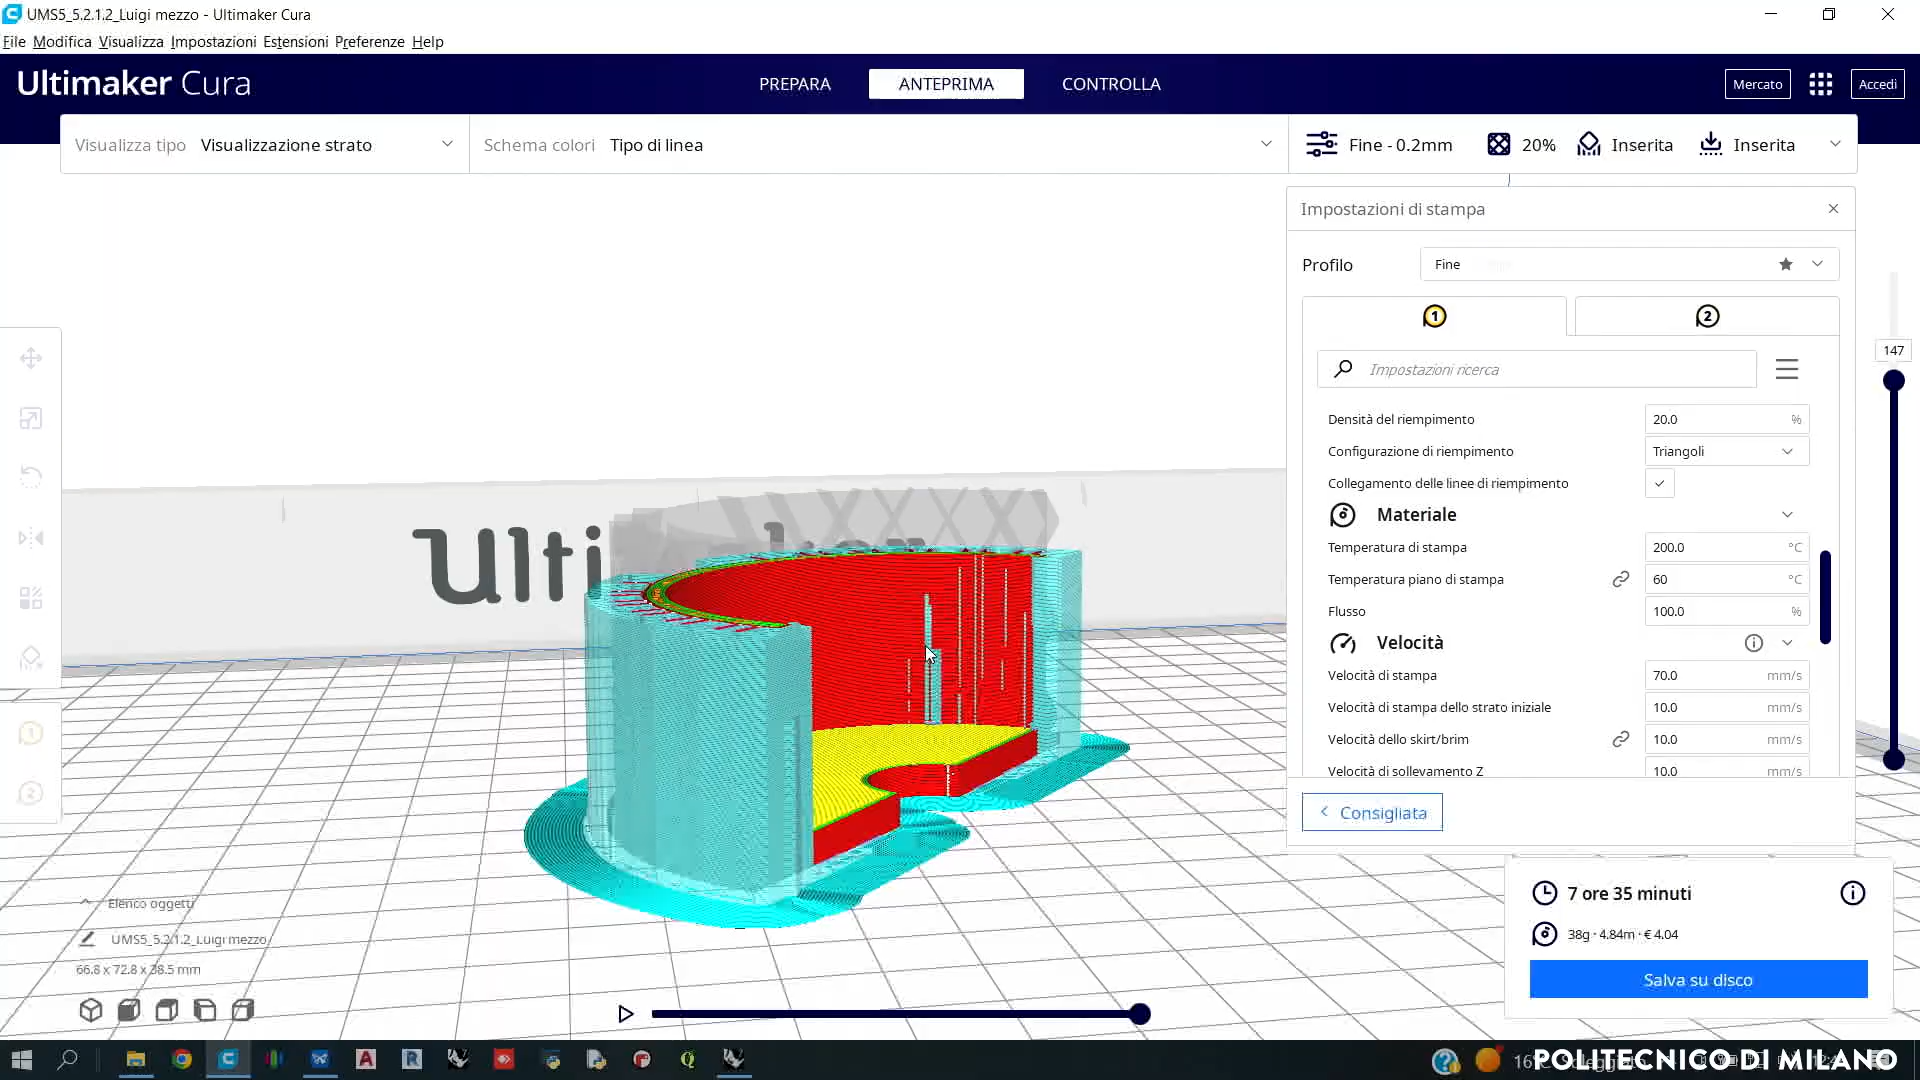 UMS5_5.2.1.2_Luigi mezzo - Ultimaker Cura
File Modifica Visualizza Impostazioni Estensioni Preferenze Help
Ultimaker Cura
PREPARA ANTEPRIMA CONTROLLA
Mercato Accedi
Visualizza tipo Visualizzazione strato Schema colori Tipo di linea Fine - 0.2mm 20% Inserita Inserita
Impostazioni di stampa
Profilo Fine
1 2
Impostazioni ricerca
147
Densità del riempimento 20.0 %
Configurazione di riempimento Triangoli
Collegamento delle linee di riempimento
Materiale
Temperatura di stampa 200.0 °C
Temperatura piano di stampa 60 °C
Flusso 100.0 %
Velocità
Velocità di stampa 70.0 mm/s
Velocità di stampa dello strato iniziale 10.0 mm/s
Velocità dello skirt/brim 10.0 mm/s
Velocità di sollevamento Z 10.0 mm/s
Consigliata
1
2
7 ore 35 minuti
38g · 4.84m · € 4.04
Salva su disco
Elenco oggetti
UMS5_5.2.1.2_Luigi mezzo
66.8 x 72.8 x 38.5 mm
POLITECNICO DI MILANO